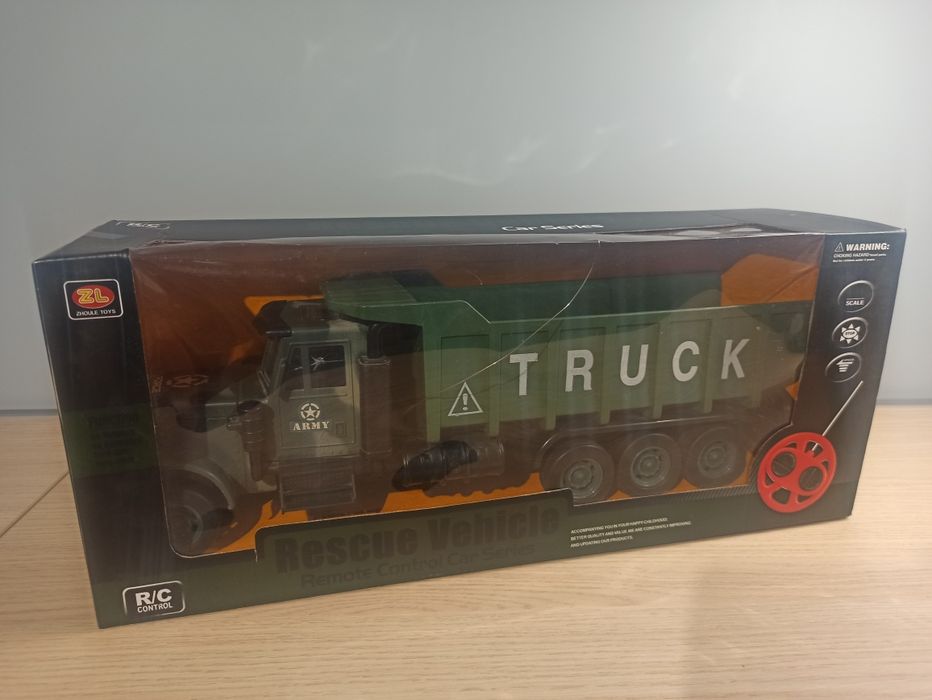 Car Series
ZL
ZHOULE TOYS
WARNING:
CHOKING HAZARD
SCALE
STOP
TRUCK
ARMY
Rescue Vehicle
Remote Control Car Series
ACCOMPANYING YOU IN YOUR HAPPY CHILDHOOD
BETTER QUALITY AND VALUE WE ARE CONSTANTLY IMPROVING
AND UPDATING OUR PRODUCTS.
R/C
CONTROL